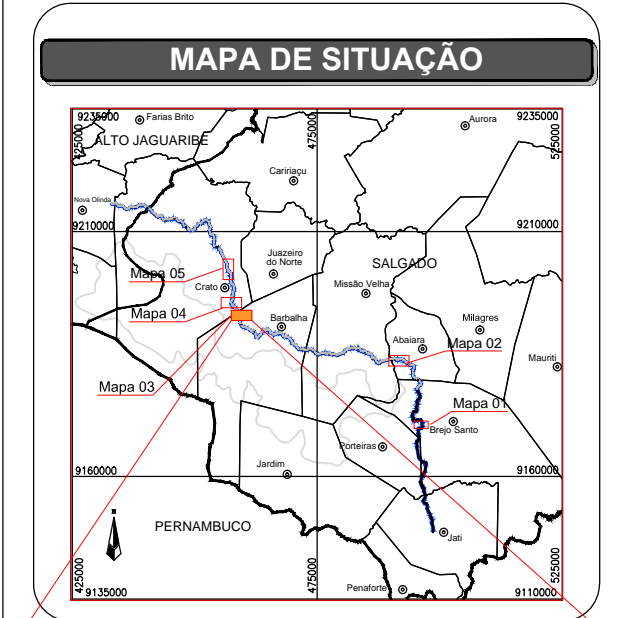 MAPA DE SITUAÇÃO
9235000
Farias Brito
Aurora
9235000
425000
ALTO JAGUARIBE
475000
525000
Caririaçu
Nova Olinda
9210000
9210000
Juazeiro
do Norte
SALGADO
Mapa 05
Crato
Missão Velha
Mapa 04
Barbalha
Milagres
Abaiara
Mapa 02
Mauriti
Mapa 03
Mapa 01
Brejo Santo
Porteiras
Jardim
9160000
9160000
PERNAMBUCO
Jati
425000
475000
525000
Penaforte
9135000
9110000